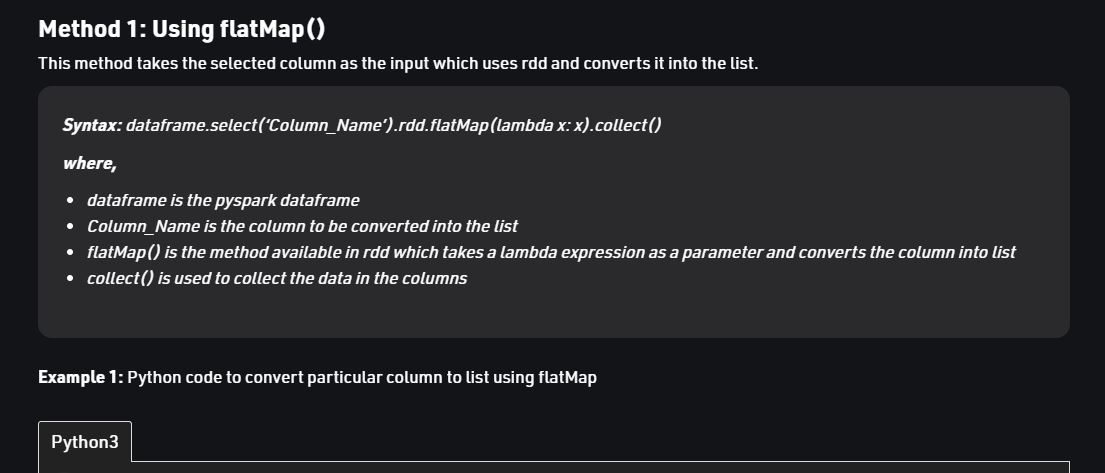 Method 1: Using flatMap()
This method takes the selected column as the input which uses rdd and converts it into the list.
Syntax: dataframe.select(‘Column_Name’).rdd.flatMap(lambda x: x).collect()
where,
• dataframe is the pyspark dataframe
• Column_Name is the column to be converted into the list
• flatMap() is the method available in rdd which takes a lambda expression as a parameter and converts the column into list
• collect() is used to collect the data in the columns
Example 1: Python code to convert particular column to list using flatMap
Python3